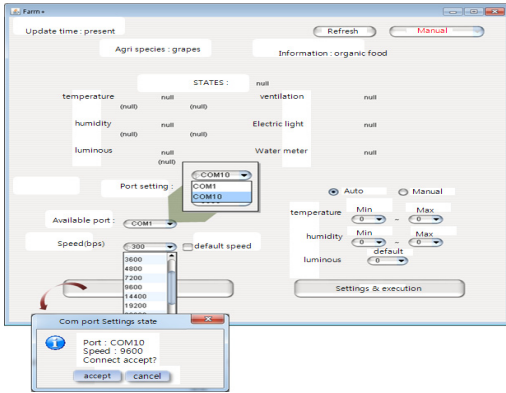 Farm+
Update time : present
Refresh
Manual
Agri species : grapes
Information : organic food
STATES :
null
temperature
null
ventilation
null
(null)
(null)
humidity
null
Electric light
null
(null)
(null)
luminous
null
Water meter
null
(null)
COM10
Port setting :
COM1
COM10
Auto
Manual
Available port :
COM1
temperature
Min
Max
0
-
0
Speed(bps)
300
default speed
humidity
Min
Max
0
-
0
3600
4800
7200
9600
14400
19200
luminous
default
0
Settings & execution
Com port Settings state
Port : COM10
Speed : 9600
Connect accept?
accept
cancel